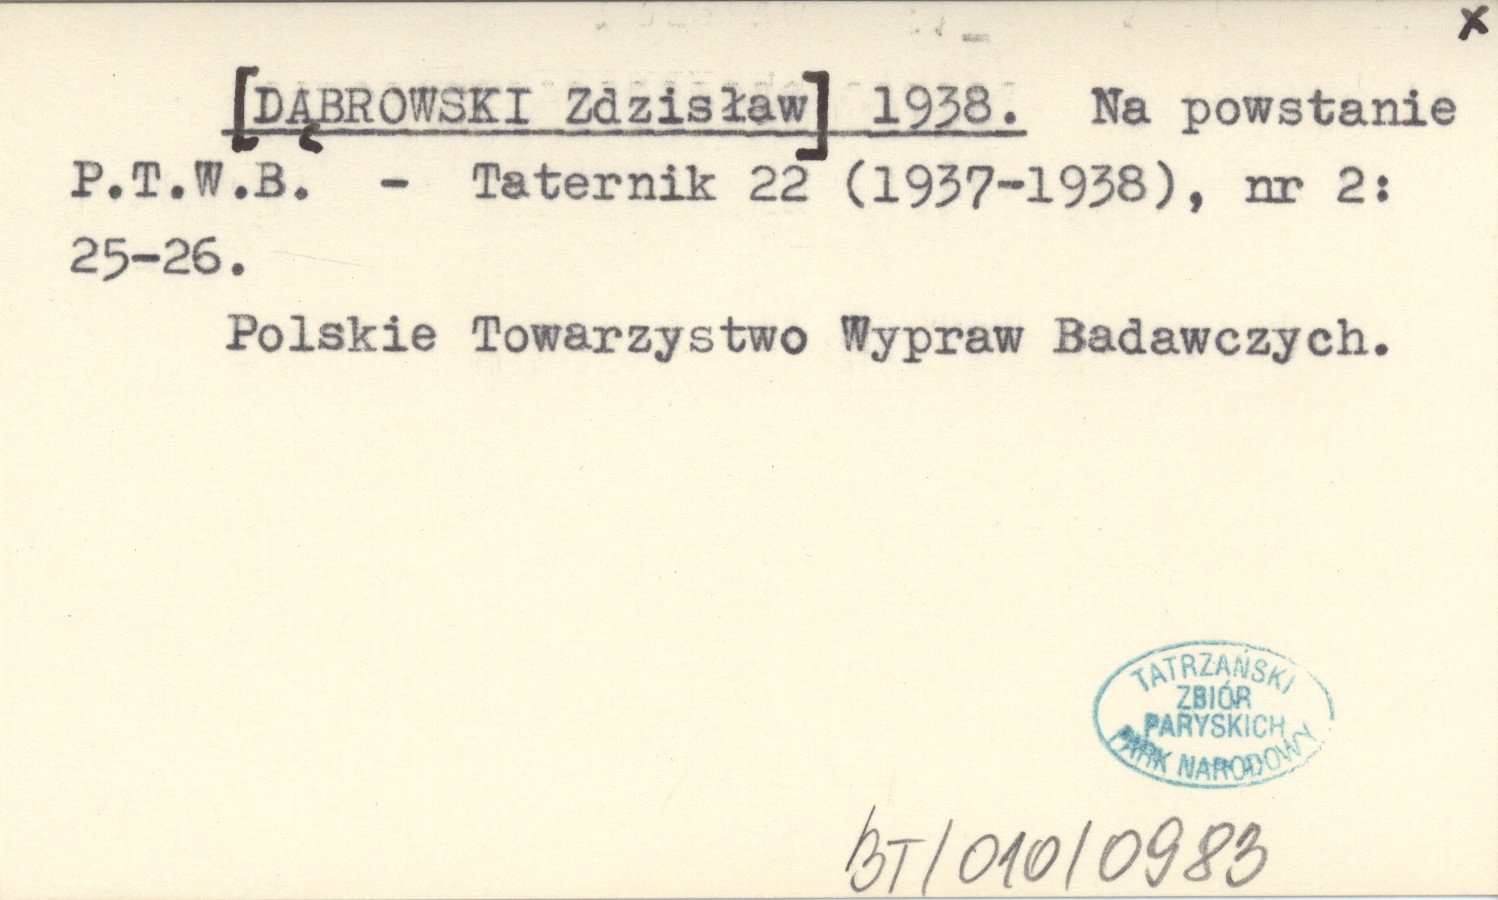 x
[DĄBROWSKI Zdzisław] 1938. Na powstanie
P.T.W.B. - Taternik 22 (1937-1938), nr 2:
25-26.
Polskie Towarzystwo Wypraw Badawczych.
TATRZAŃSKI
ZBIÓR
PARYSKICH
PARK NARODOWY
BT/010/0983